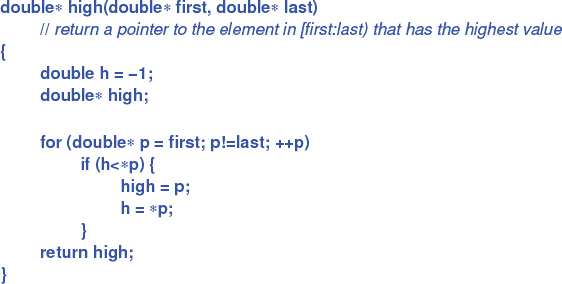 double* high(double* first, double* last)
// return a pointer to the element in [first:last) that has the highest value
{
double h = –1;
double* high;
for (double* p = first; p!=last; ++p)
if (h<*p) {
high = p;
h = *p;
}
return high;
}